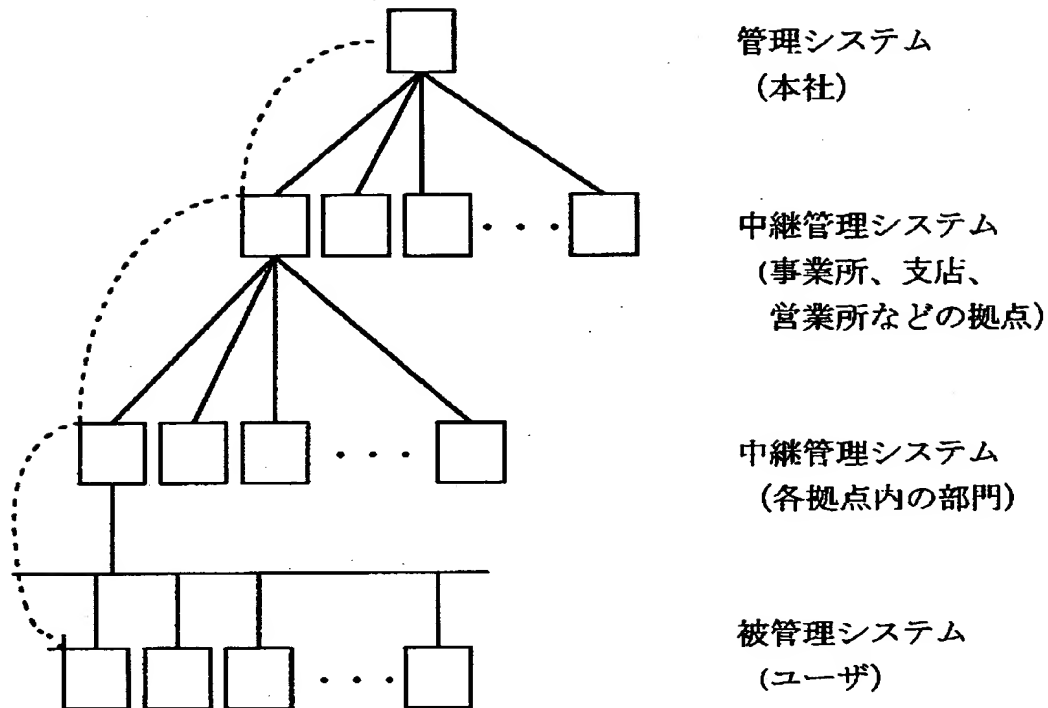 管理システム
(本社)
中継管理システム
(事業所、支店、
営業所などの拠点)
中継管理システム
(各拠点内の部門)
被管理システム
(ユーザ)